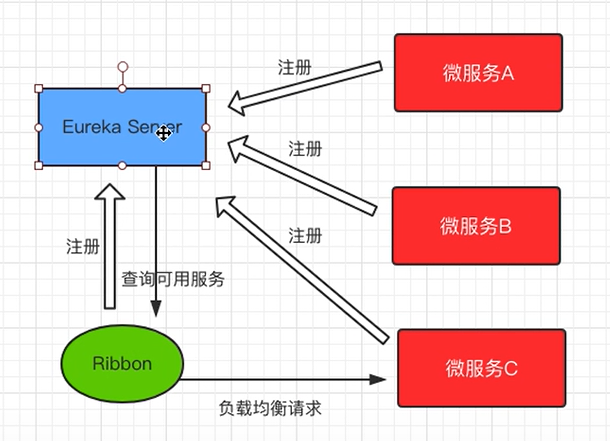 注册
微服务A
Eureka Server
注册
微服务B
注册
注册
查询可用服务
Ribbon
微服务C
负载均衡请求